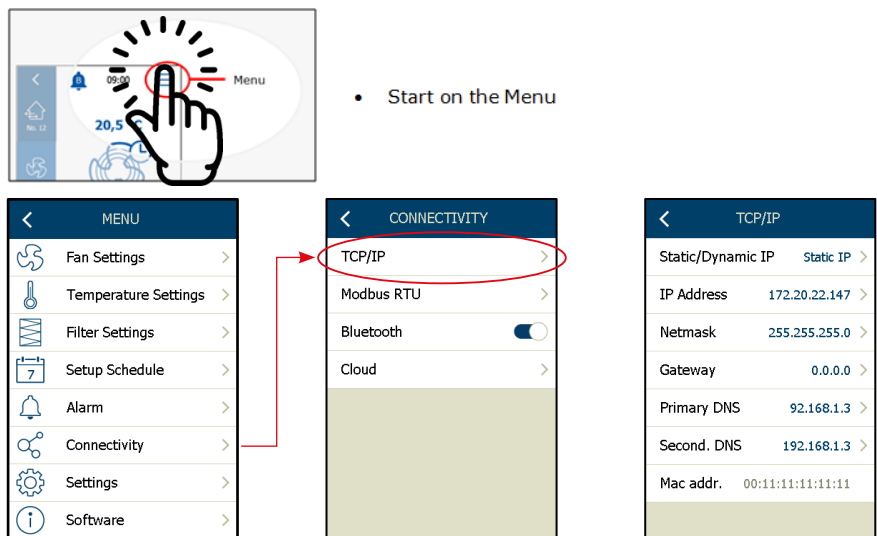 B 09:00 Menu
No. 12
20,5 °C
• Start on the Menu
MENU
Fan Settings
Temperature Settings
Filter Settings
7 Setup Schedule
Alarm
Connectivity
Settings
i Software
CONNECTIVITY
TCP/IP
Modbus RTU
Bluetooth
Cloud
TCP/IP
Static/Dynamic IP Static IP
IP Address 172.20.22.147
Netmask 255.255.255.0
Gateway 0.0.0.0
Primary DNS 92.168.1.3
Second. DNS 192.168.1.3
Mac addr. 00:11:11:11:11:11